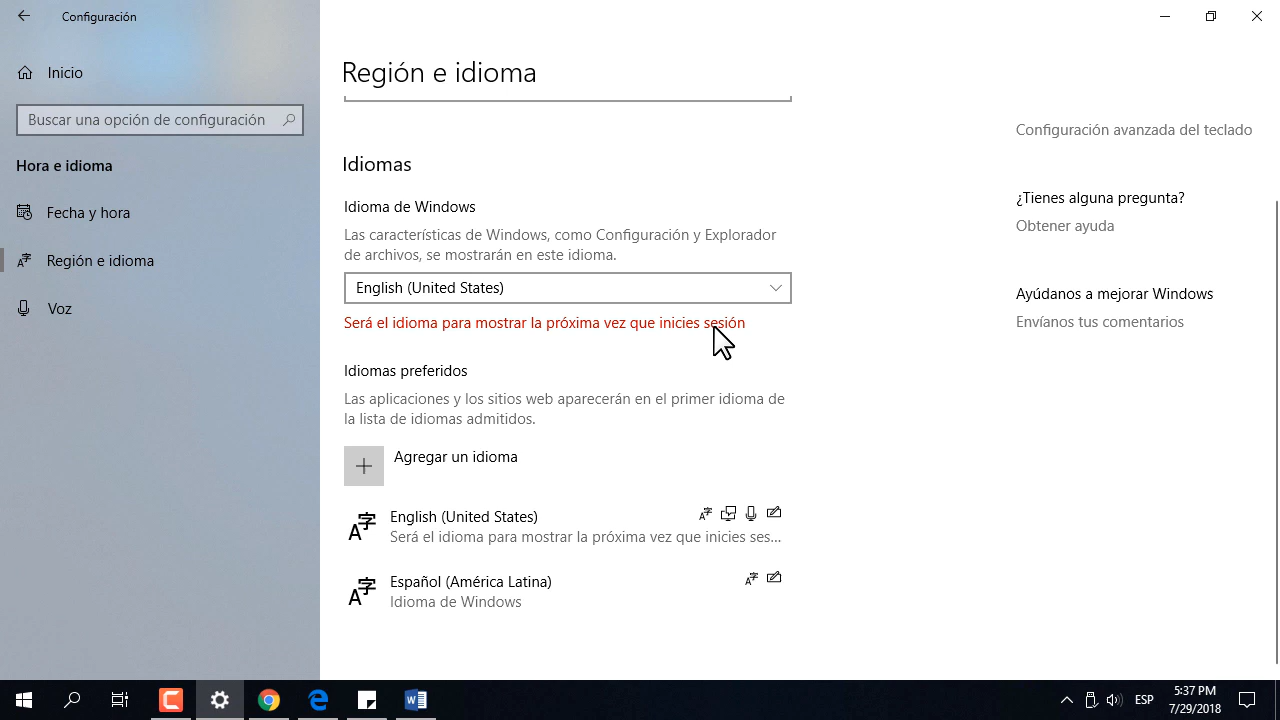 Configuración
Inicio
Buscar una opción de configuración
Hora e idioma
Fecha y hora
Región e idioma
Voz
Región e idioma
Idiomas
Idioma de Windows
Las características de Windows, como Configuración y Explorador
de archivos, se mostrarán en este idioma.
English (United States)
Será el idioma para mostrar la próxima vez que inicies sesión
Idiomas preferidos
Las aplicaciones y los sitios web aparecerán en el primer idioma de
la lista de idiomas admitidos.
Agregar un idioma
English (United States)
Será el idioma para mostrar la próxima vez que inicies ses...
Español (América Latina)
Idioma de Windows
Configuración avanzada del teclado
¿Tienes alguna pregunta?
Obtener ayuda
Ayúdanos a mejorar Windows
Envíanos tus comentarios
ESP
5:37 PM
7/29/2018